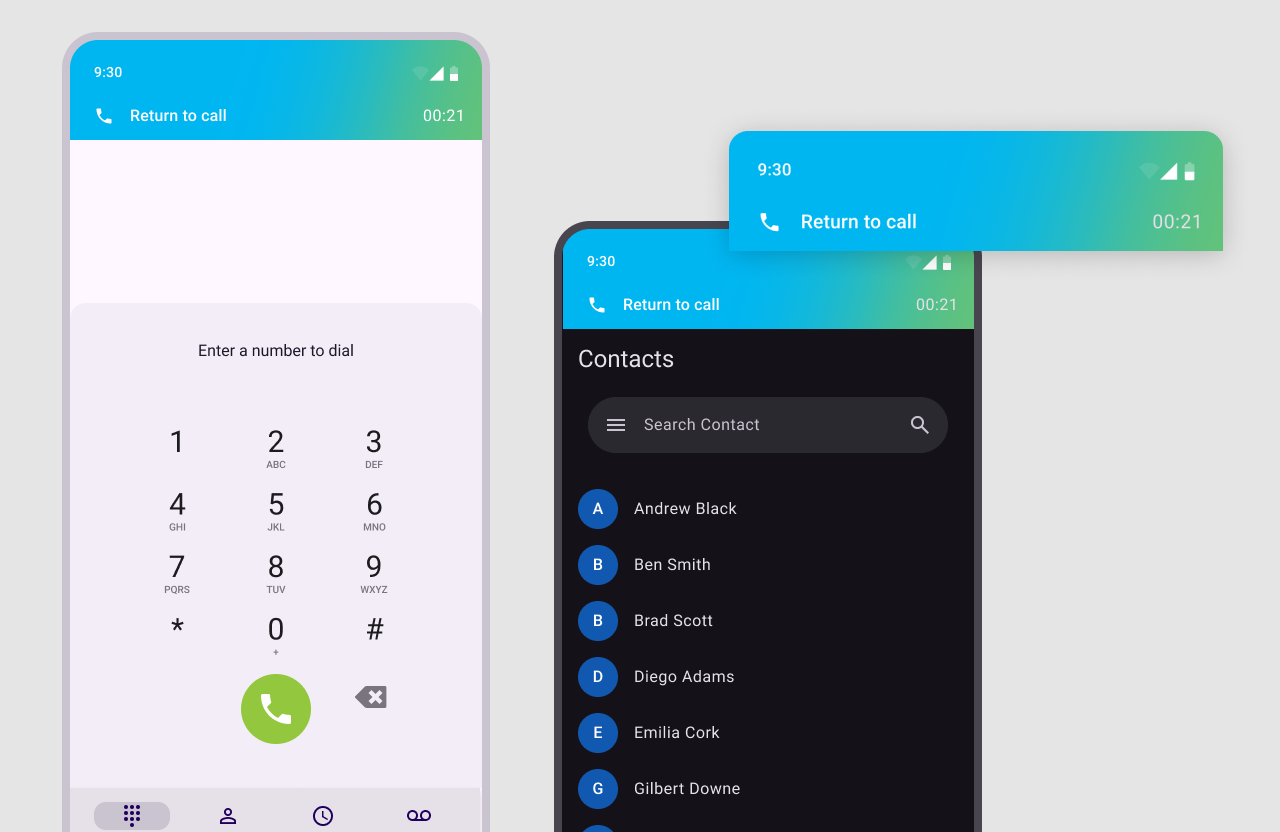 9:30
Return to call 00:21
Enter a number to dial
1 2 3
ABC DEF
4 5 6
GHI JKL MNO
7 8 9
PQRS TUV WXYZ
* 0 #
+
9:30
Return to call 00:21
9:30
Return to call 00:21
Contacts
Search Contact
A Andrew Black
B Ben Smith
B Brad Scott
D Diego Adams
E Emilia Cork
G Gilbert Downe